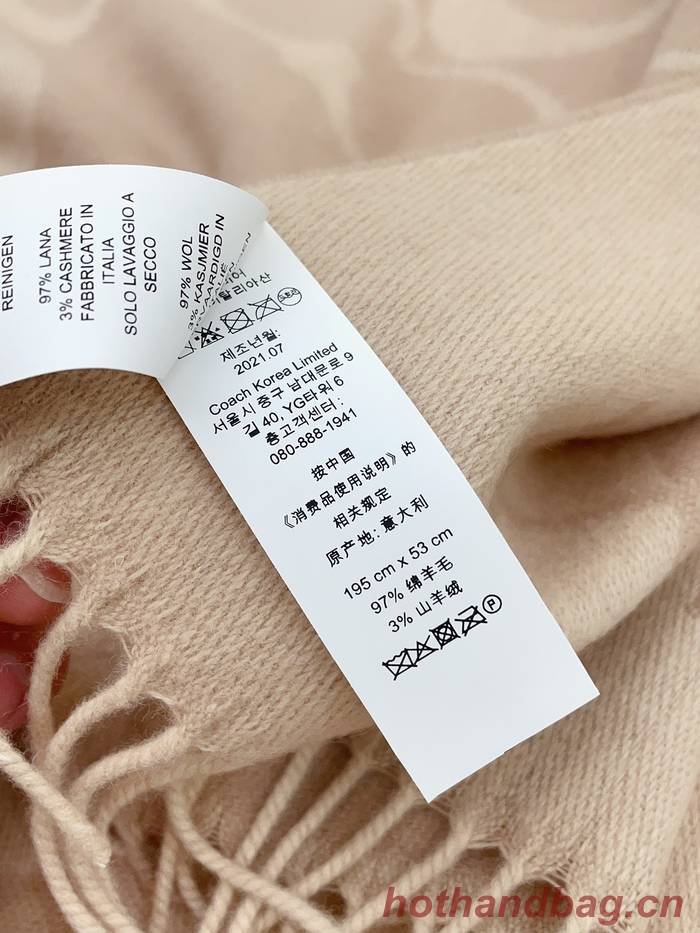 REINIGEN
97% LANA
3% CASHMERE
FABBRICATO IN
ITALIA
SOLO LAVAGGIO A
SECCO
97% WOL
3% KASJMIER
제조년월:
2021.07
Coach Korea Limited
서울시 중구 남대문로 9
길 40, YG타워 6
층고객센터 :
080-888-1941
按中国
《消费品使用说明》的
相关规定
原产地: 意大利
195 cm x 53 cm
97% 绵羊毛
3% 山羊绒
P
hothandbag.cn